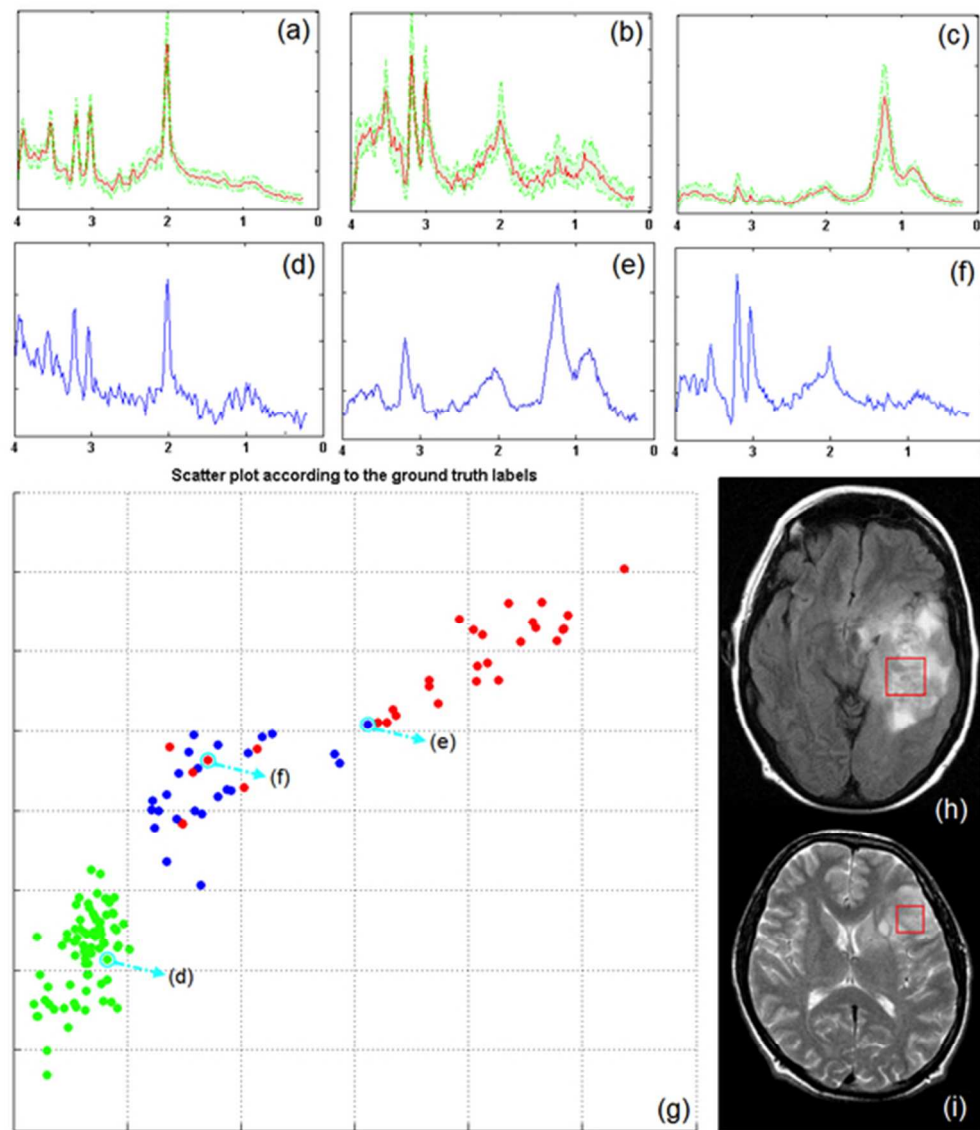 (a)
(b)
(c)
4 3 2 1 0
4 3 2 1 0
4 3 2 1 0
(d)
(e)
(f)
4 3 2 1 0
4 3 2 1 0
4 3 2 1 0
Scatter plot according to the ground truth labels
(e)
(f)
(d)
(g)
(h)
(i)